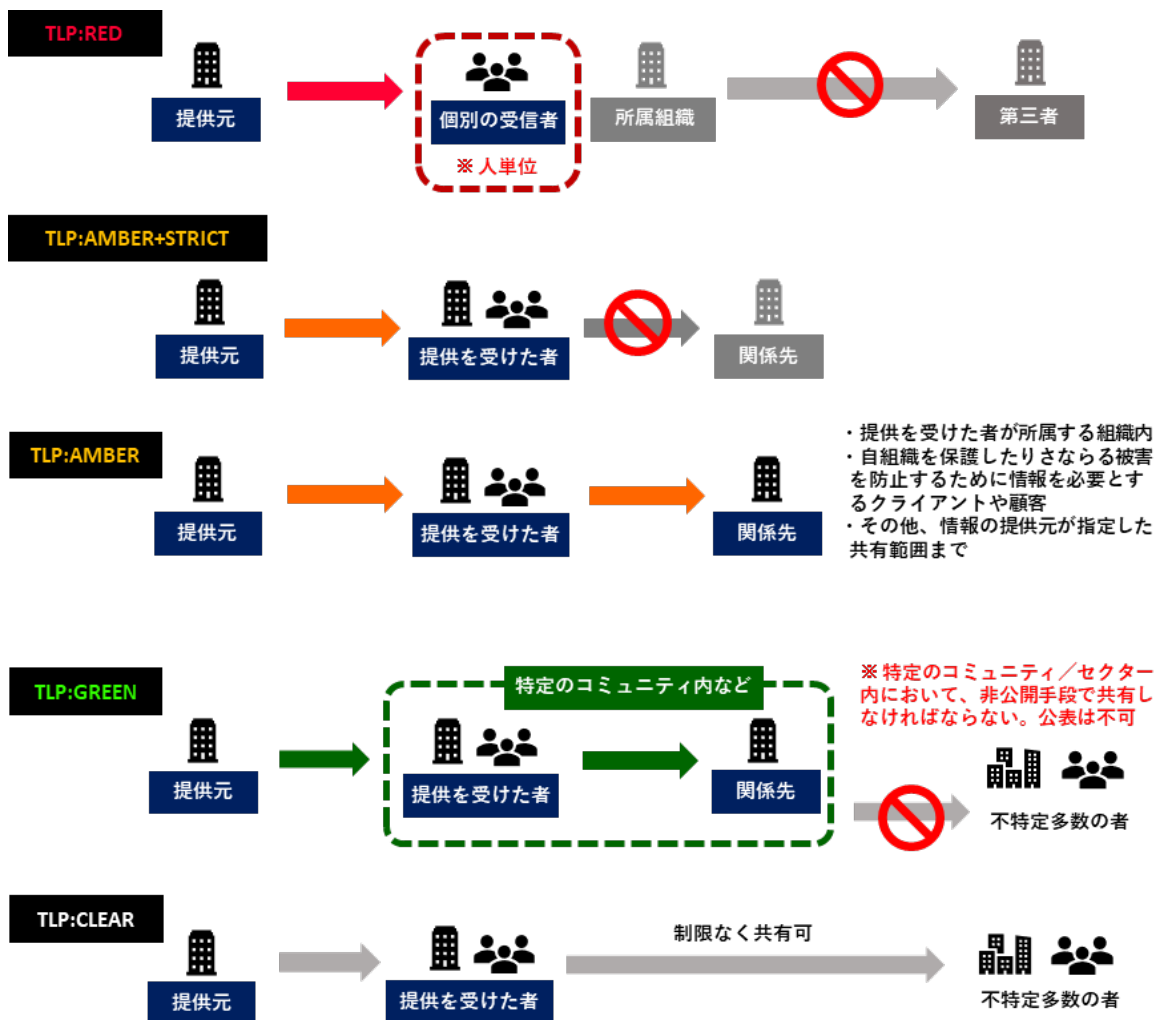 TLP:RED
提供元
個別の受信者
※ 人単位
所属組織
第三者
TLP:AMBER+STRICT
提供元
提供を受けた者
関係先
TLP:AMBER
提供元
提供を受けた者
関係先
・提供を受けた者が所属する組織内
・自組織を保護したりさならる被害
を防止するために情報を必要とす
るクライアントや顧客
・その他、情報の提供元が指定した
共有範囲まで
TLP:GREEN
特定のコミュニティ内など
提供元
提供を受けた者
関係先
※ 特定のコミュニティ／セクター
内において、非公開手段で共有し
なければならない。公表は不可
不特定多数の者
TLP:CLEAR
提供元
提供を受けた者
制限なく共有可
不特定多数の者